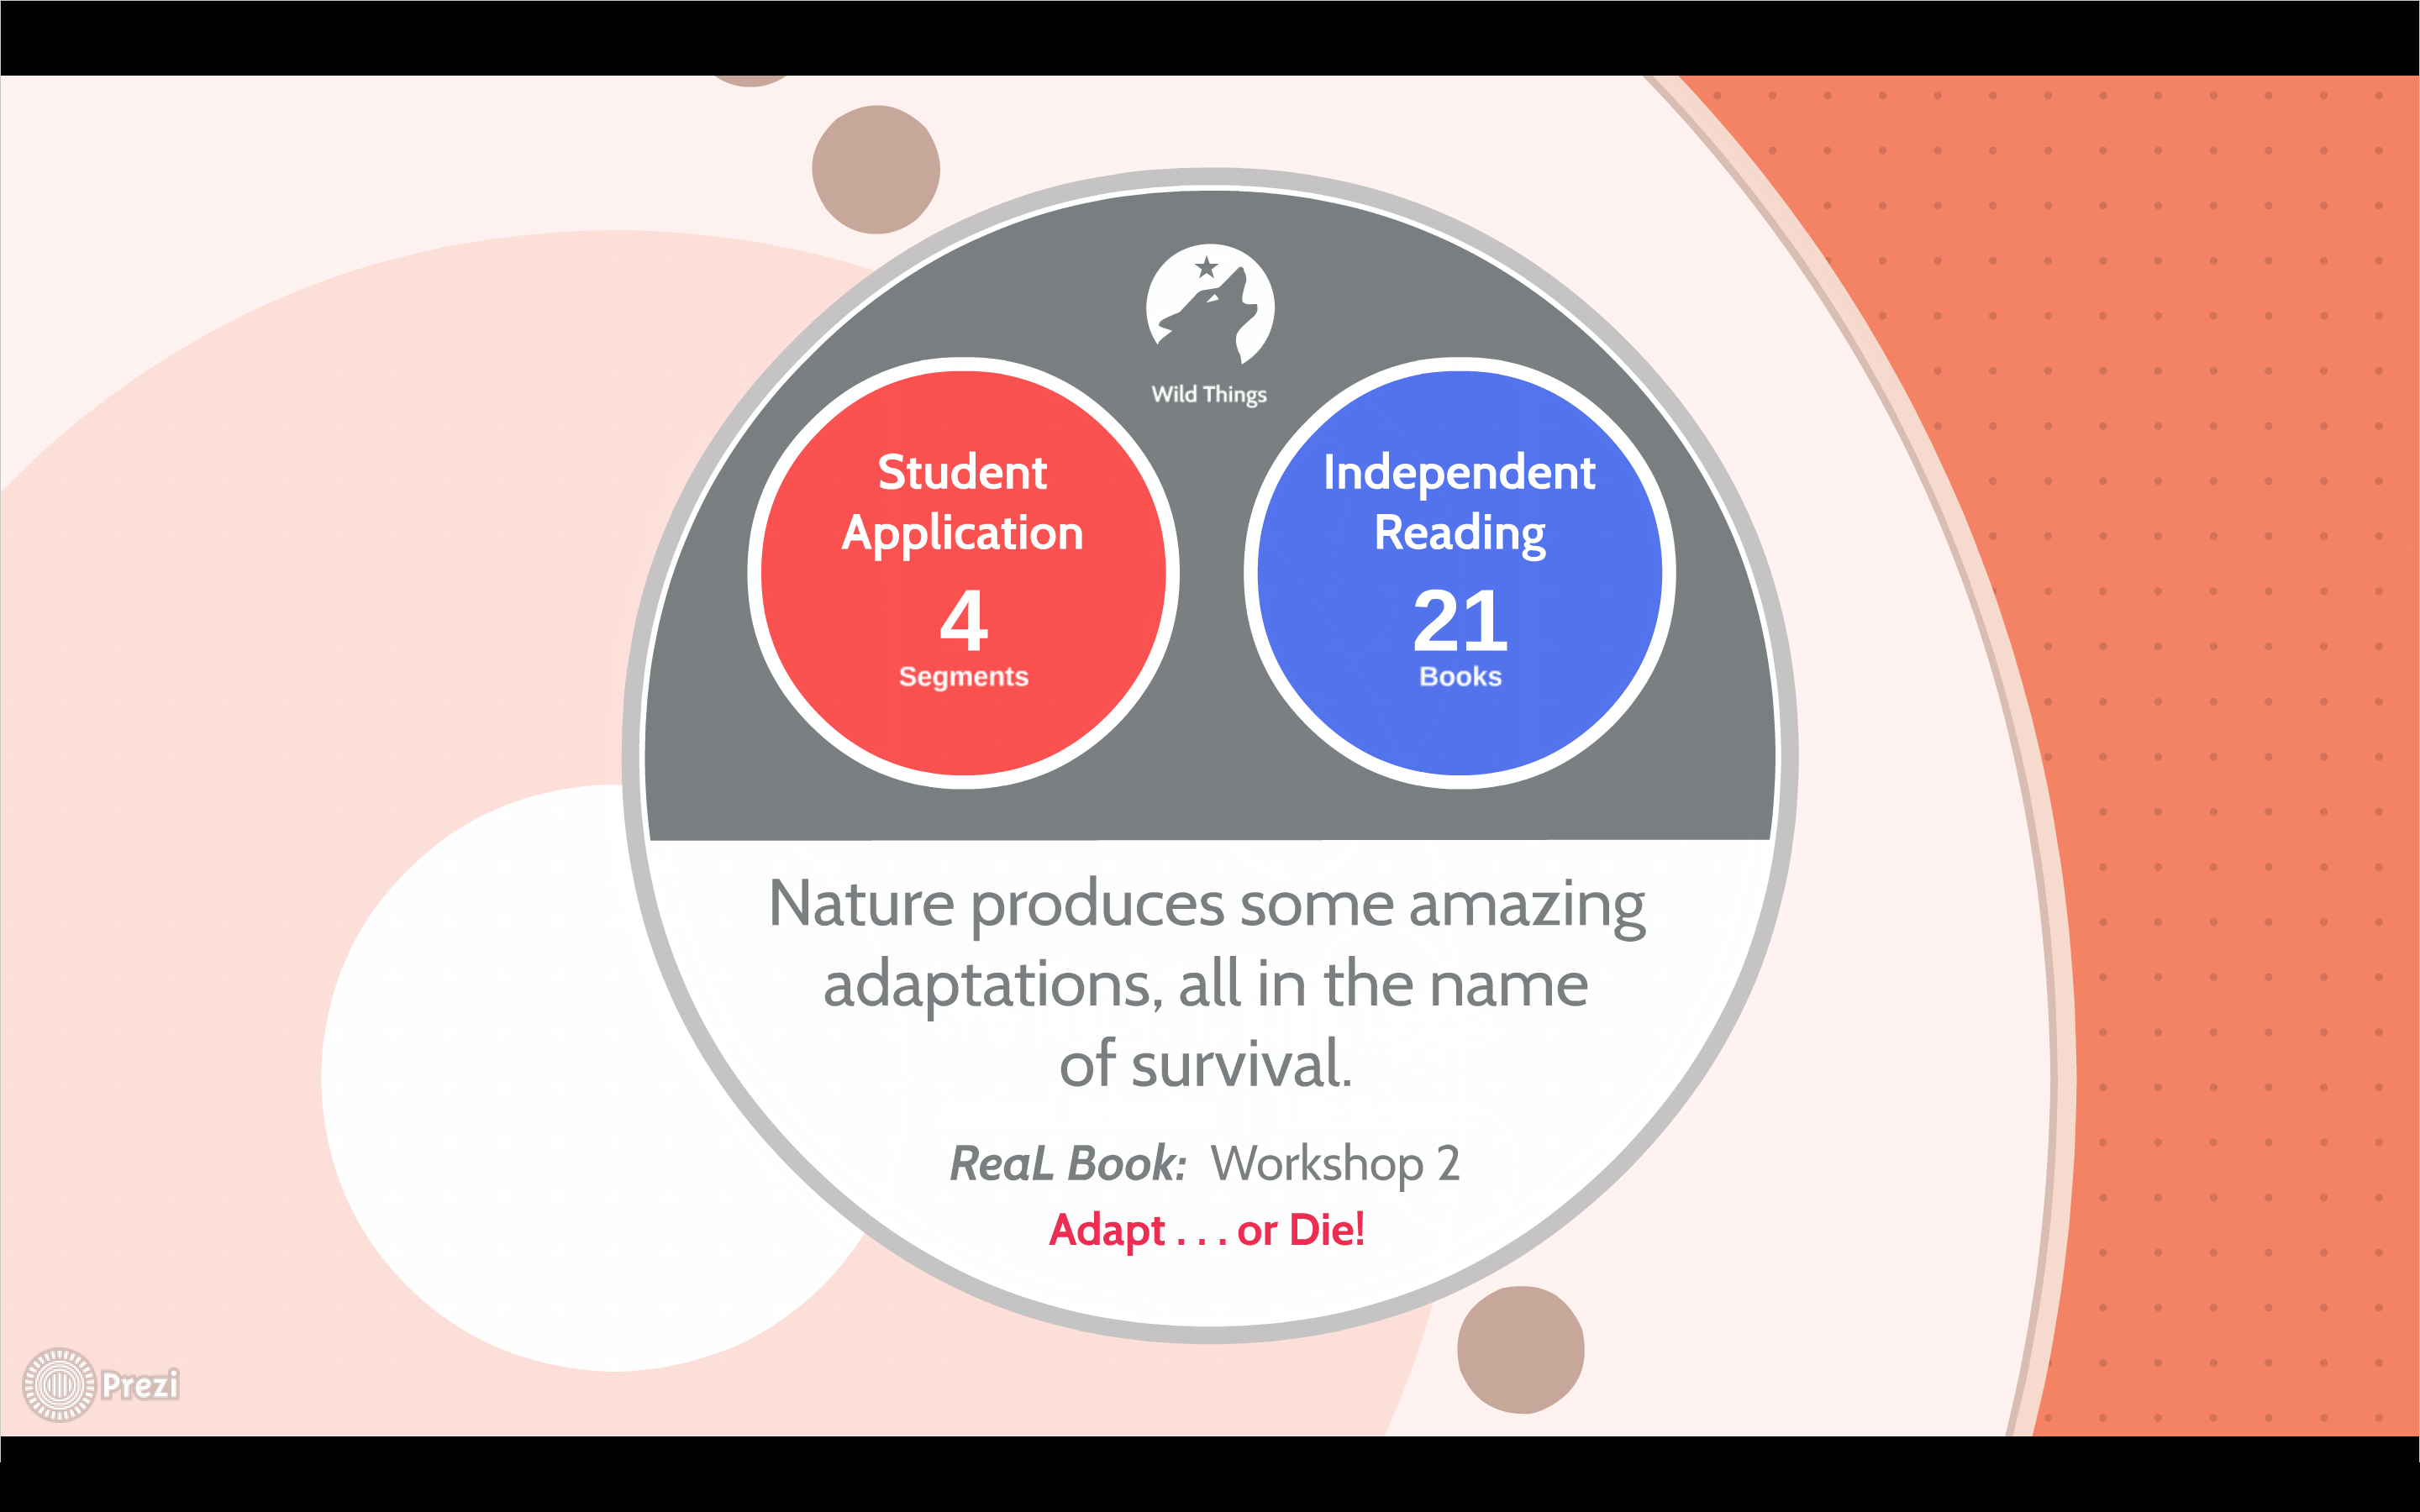 Wild Things
Student
Application
4
Segments
Independent
Reading
21
Books
Nature produces some amazing
adaptations, all in the name
of survival.
ReaL Book: Workshop 2
Adapt . . . or Die!
Prezi